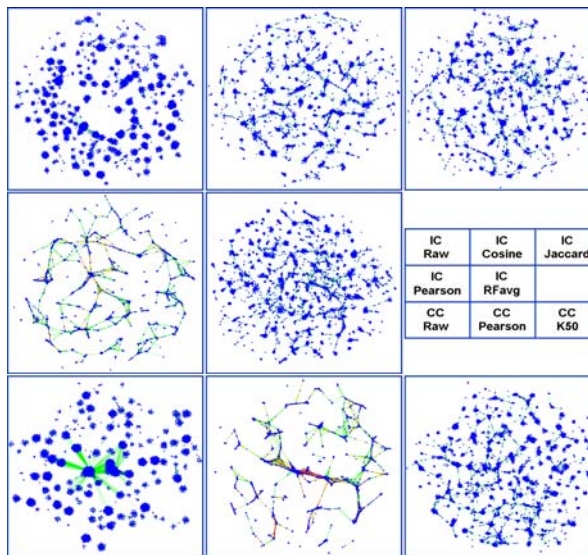 IC IC IC
Raw Cosine Jaccard
IC IC
Pearson RFavg
CC CC CC
Raw Pearson K50